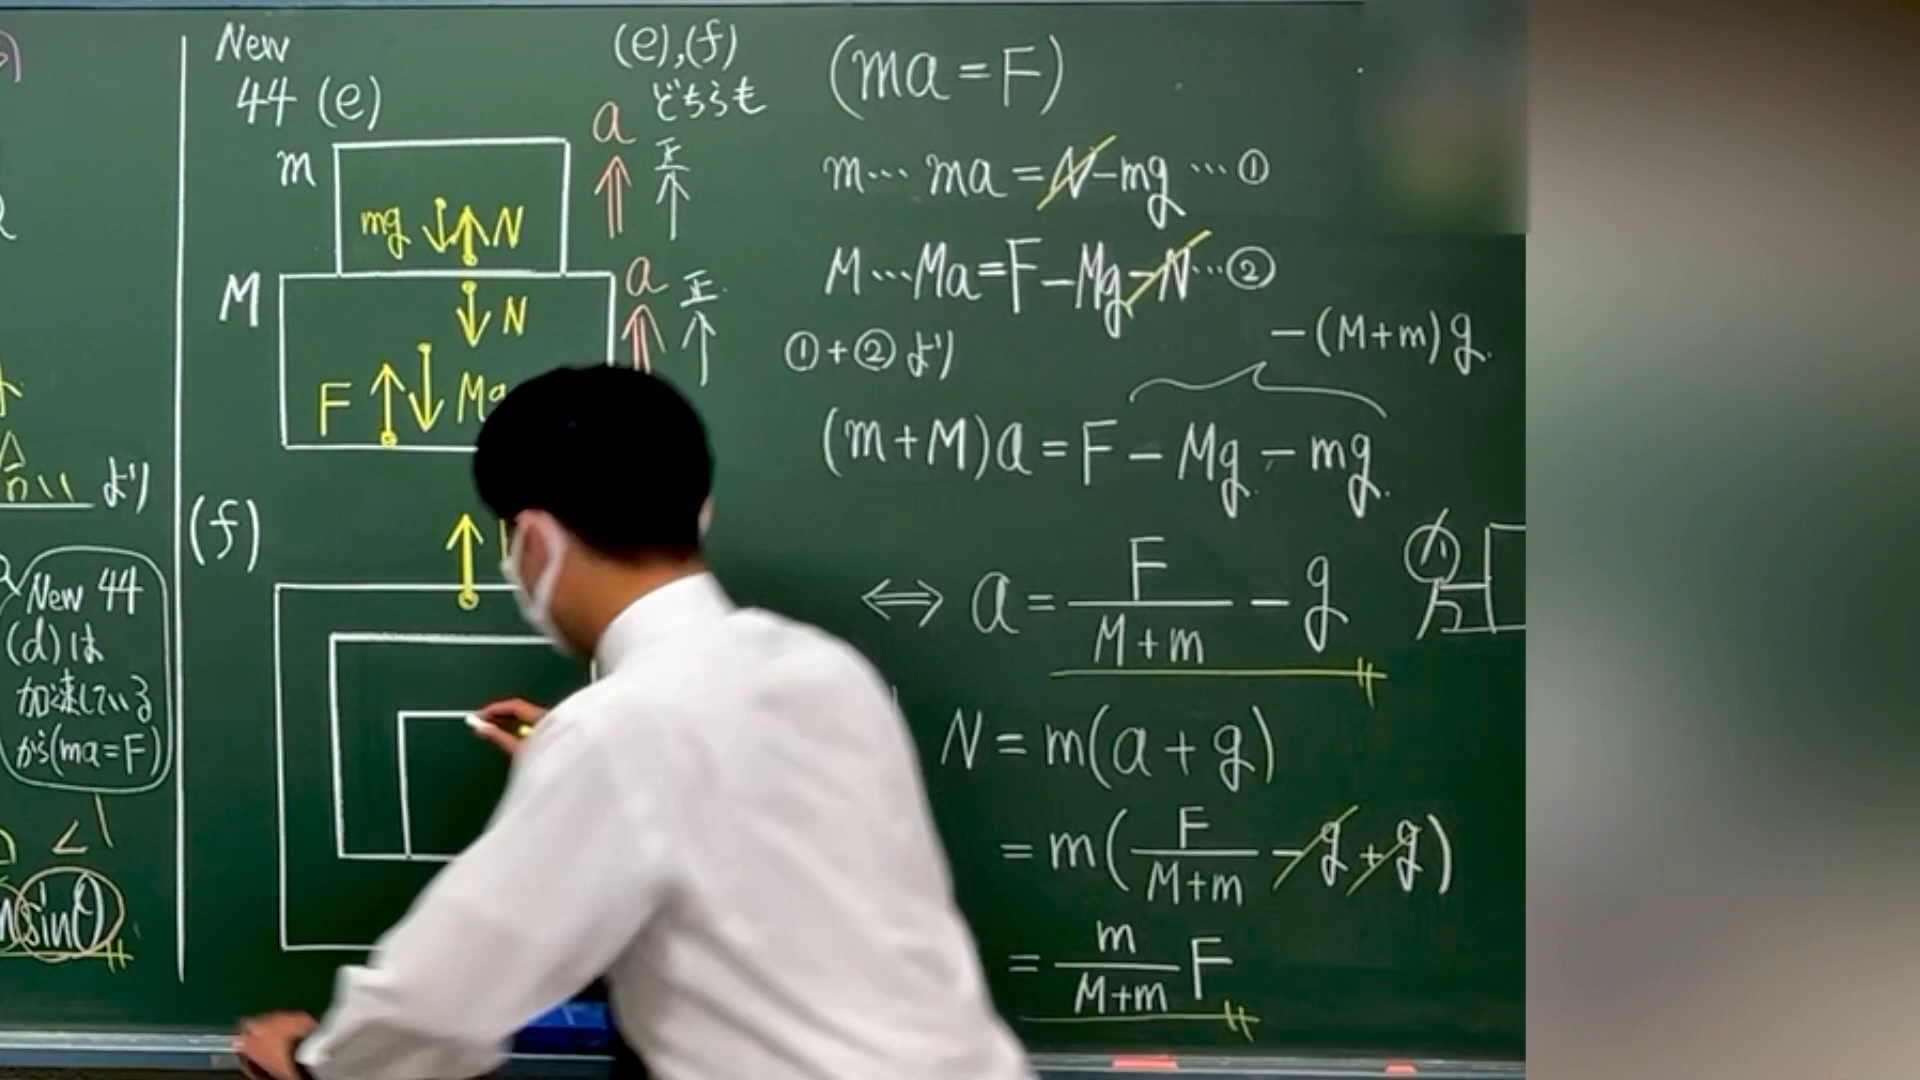 より
New 44
(d)は
加速している
から(ma=F)
sinθ
New
44 (e)
m
mg
N
M
N
F
(e),(f)
どちらも
a
正
a
正
(f)
(ma=F)
m…ma=N-mg…①
M…Ma=F-Mg-N…②
①+②より
-(M+m)g
(m+M)a=F-Mg-mg
⇔ a=F/(M+m)-g
N=m(a+g)
=m(F/(M+m)-g+g)
=m/(M+m) F